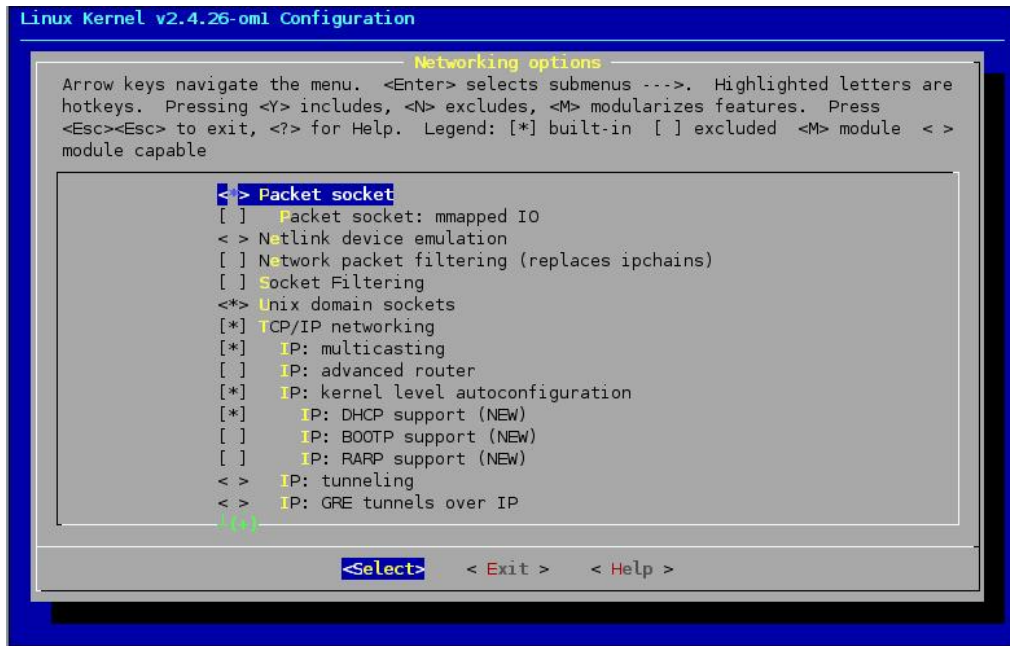 Linux Kernel v2.4.26-om1 Configuration
Networking options
Arrow keys navigate the menu.  <Enter> selects submenus --->.  Highlighted letters are
hotkeys.  Pressing <Y> includes, <N> excludes, <M> modularizes features.  Press
<Esc><Esc> to exit, <?> for Help.  Legend: [*] built-in  [ ] excluded  <M> module  < >
module capable
<*> Packet socket
[ ]   Packet socket: mmapped IO
< > Netlink device emulation
[ ] Network packet filtering (replaces ipchains)
[ ] Socket Filtering
<*> Unix domain sockets
[*] TCP/IP networking
[*]   IP: multicasting
[ ]   IP: advanced router
[*]   IP: kernel level autoconfiguration
[*]     IP: DHCP support (NEW)
[ ]     IP: BOOTP support (NEW)
[ ]     IP: RARP support (NEW)
< >   IP: tunneling
< >   IP: GRE tunnels over IP
┴(+)
<Select>    < Exit >    < Help >